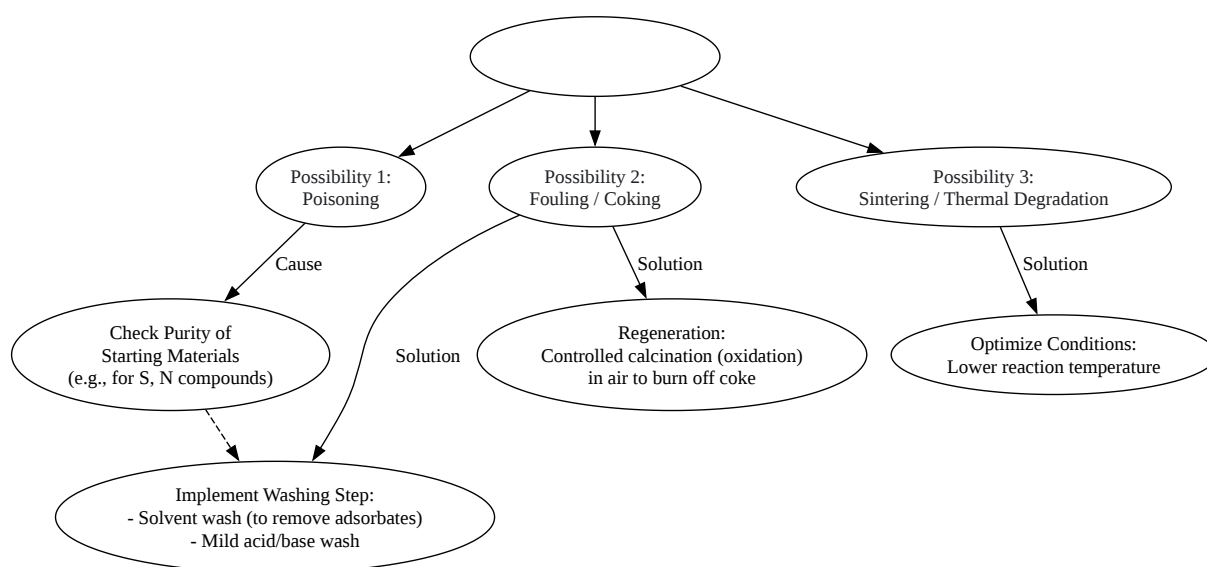 Possibility 1:
Poisoning
Possibility 2:
Fouling / Coking
Possibility 3:
Sintering / Thermal Degradation
Cause
Solution
Solution
Check Purity of
Starting Materials
(e.g., for S, N compounds)
Solution
Regeneration:
Controlled calcination (oxidation)
in air to burn off coke
Optimize Conditions:
Lower reaction temperature
Implement Washing Step:
- Solvent wash (to remove adsorbates)
- Mild acid/base wash